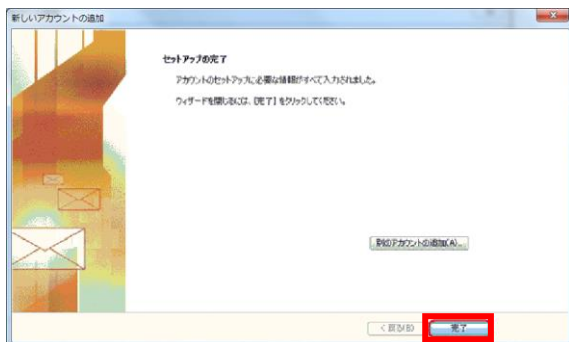 新しいアカウントの追加
セットアップの完了
アカウントのセットアップに必要な情報がすべて入力されました。
ウィザードを閉じるには、[完了] をクリックしてください。
別のアカウントの追加(A)...
< 戻る(B)
完了